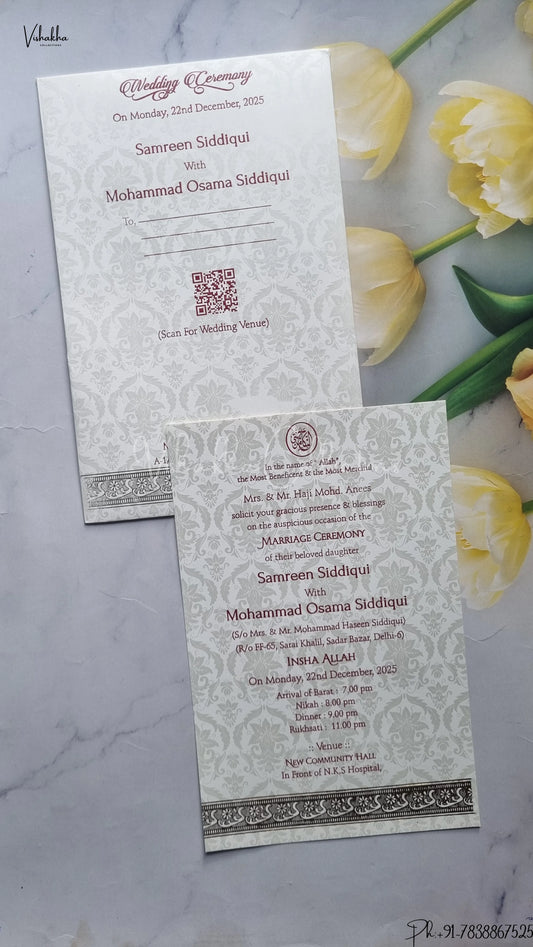 Vishakha
COLLECTIONS
Wedding Ceremony
On Monday, 22nd December, 2025
Samreen Siddiqui
With
Mohammad Osama Siddiqui
To,
(Scan For Wedding Venue)
In the name of "Allah",
the Most Beneficent & the Most Merciful
Mrs. & Mr. Haji Mohd. Anees
solicit your gracious presence & blessings
on the auspicious occasion of the
MARRIAGE CEREMONY
of their beloved daughter
Samreen Siddiqui
With
Mohammad Osama Siddiqui
(S/o Mrs. & Mr. Mohammad Haseen Siddiqui)
(R/o FF-65, Sarai Khalil, Sadar Bazar, Delhi-6)
INSHA ALLAH
On Monday, 22nd December, 2025
Arrival of Barat : 7.00 pm
Nikah : 8.00 pm
Dinner : 9.00 pm
Rukhsati : 11.00 pm
:: Venue ::
NEW COMMUNITY HALL
In Front of N.K.S Hospital,
Ph:+91-7838867525